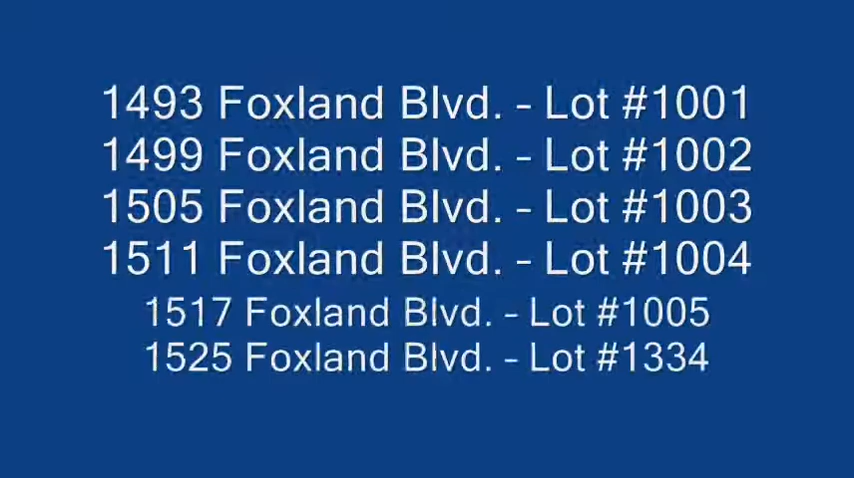 1493 Foxland Blvd. - Lot #1001
1499 Foxland Blvd. - Lot #1002
1505 Foxland Blvd. - Lot #1003
1511 Foxland Blvd. - Lot #1004
1517 Foxland Blvd. - Lot #1005
1525 Foxland Blvd. - Lot #1334